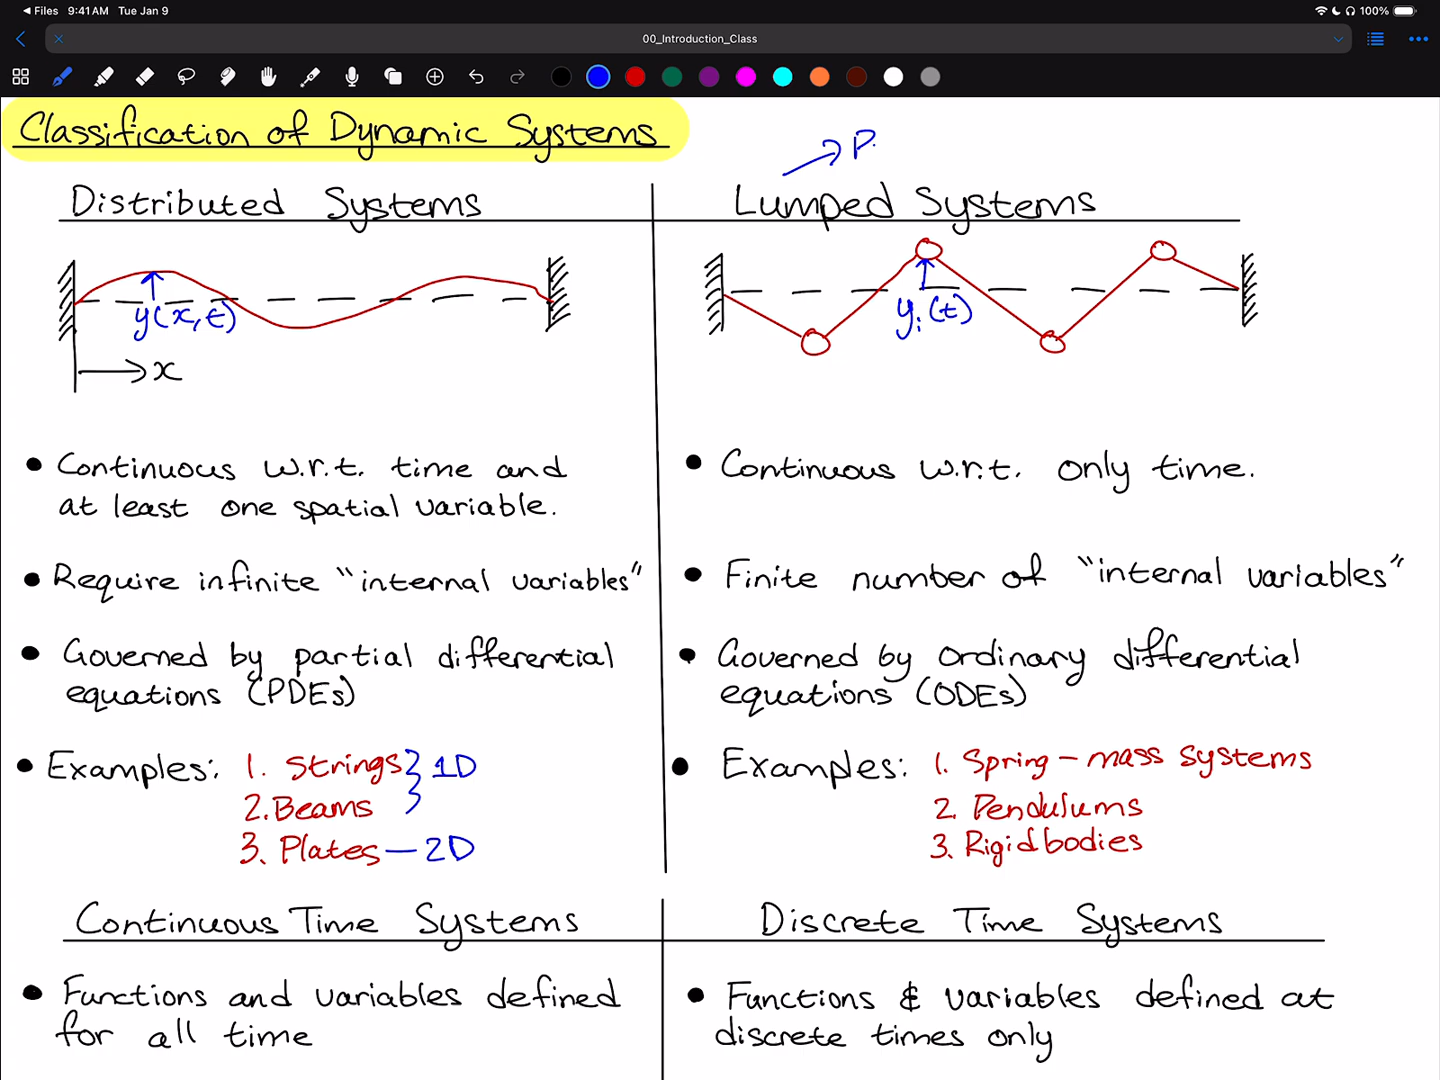 Files 9:41 AM Tue Jan 9 100%
00_Introduction_Class
Classification of Dynamic Systems
P.
Distributed Systems
Lumped Systems
y(x,t)
x
yi(t)
• Continuous w.r.t. time and
at least one spatial variable.
• Require infinite "internal variables"
• Governed by partial differential
equations (PDEs)
• Examples: 1. Strings } 1D
2. Beams
3. Plates — 2D
• Continuous w.r.t. only time.
• Finite number of "internal variables"
• Governed by ordinary differential
equations (ODEs)
• Examples: 1. Spring - mass systems
2. Pendulums
3. Rigid bodies
Continuous Time Systems
• Functions and variables defined
for all time
Discrete Time Systems
• Functions & variables defined at
discrete times only